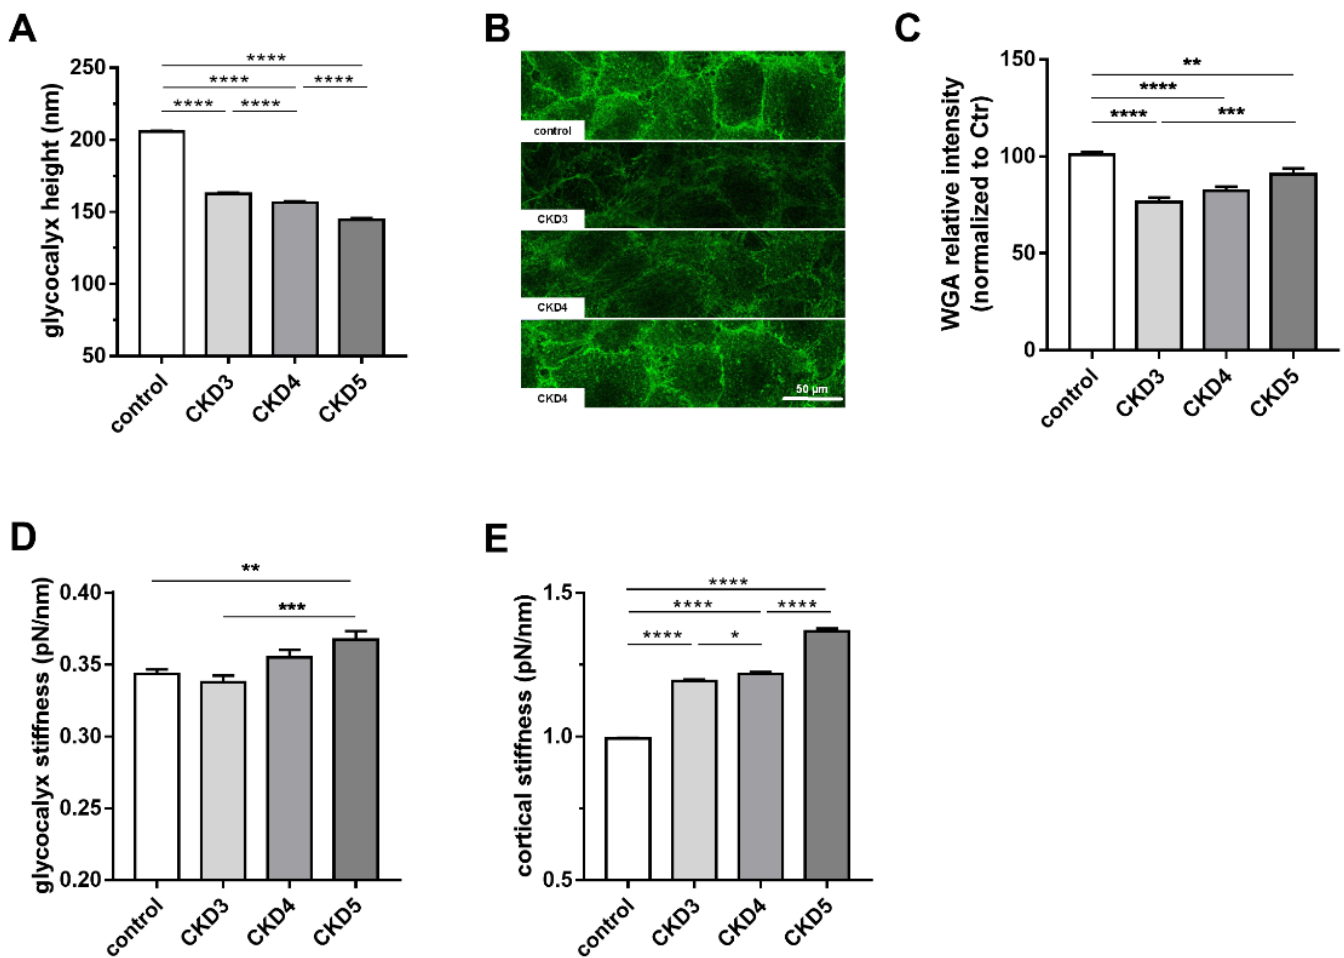 A
glycocalyx height (nm)
250
200
150
100
50
****
**** ****
**** ****
control
CKD3
CKD4
CKD5
B
control
CKD3
CKD4
CKD4
50 µm
C
WGA relative intensity
(normalized to Ctr)
150
100
50
0
**
****
**** ***
control
CKD3
CKD4
CKD5
D
glycocalyx stiffness (pN/nm)
0.40
0.35
0.30
0.25
0.20
**
***
control
CKD3
CKD4
CKD5
E
cortical stiffness (pN/nm)
1.5
1.0
0.5
****
**** ****
**** *
control
CKD3
CKD4
CKD5